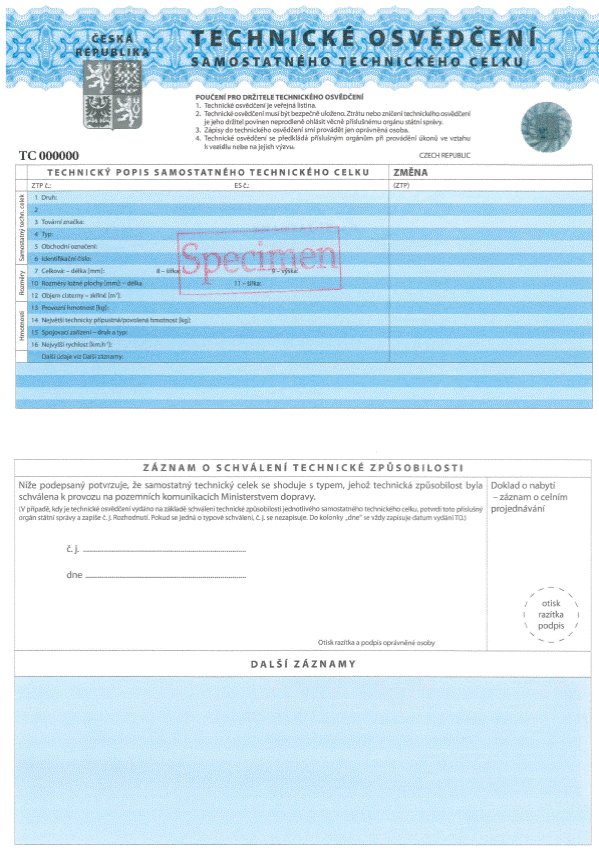 ČESKÁ
REPUBLIKA
TECHNICKÉ OSVĚDČENÍ
SAMOSTATNÉHO TECHNICKÉHO CELKU
POUČENÍ PRO DRŽITELE TECHNICKÉHO OSVĚDČENÍ
1. Technické osvědčení je veřejná listina.
2. Technické osvědčení musí být bezpečně uloženo. Ztrátu nebo zničení technického osvědčení
je jeho držitel povinen neprodleně ohlásit věcně příslušnému orgánu státní správy.
3. Zápisy do technického osvědčení smí provádět jen oprávněná osoba.
4. Technické osvědčení se předkládá příslušným orgánům při provádění úkonů ve vztahu
k vozidlu nebo na jejich výzvu.
TC 000000
CZECH REPUBLIC
TECHNICKÝ POPIS SAMOSTATNÉHO TECHNICKÉHO CELKU
ZMĚNA
ZTP č.: ES č.: (ZTP)
Samostatný techn. celek
1 Druh:
2
3 Tovární značka:
4 Typ:
5 Obchodní označení:
6 Identifikační číslo:
Specimen
Rozměry
7 Celková – délka [mm]: 8 – šířka: 9 – výška:
10 Rozměry ložné plochy [mm]: – délka 11 – šířka:
12 Objem cisterny – skříně [m³]:
Hmotnosti
13 Provozní hmotnost [kg]:
14 Největší technicky přípustná/povolená hmotnost [kg]:
15 Spojovací zařízení – druh a typ:
16 Nejvyšší rychlost [km.h⁻¹]:
Další údaje viz Další záznamy:
ZÁZNAM O SCHVÁLENÍ TECHNICKÉ ZPŮSOBILOSTI
Níže podepsaný potvrzuje, že samostatný technický celek se shoduje s typem, jehož technická způsobilost byla
schválena k provozu na pozemních komunikacích Ministerstvem dopravy.
(V případě, kdy je technické osvědčení vydáno na základě schválení technické způsobilosti jednotlivého samostatného technického celku, potvrdí toto příslušný
orgán státní správy a zapíše č. j. Rozhodnutí. Pokud se jedná o typové schválení, č. j. se nezapisuje. Do kolonky „dne" se vždy zapisuje datum vydání TO.)
Doklad o nabytí
– záznam o celním
projednávání
č. j.
dne
otisk
razítka
podpis
Otisk razítka a podpis oprávněné osoby
DALŠÍ ZÁZNAMY